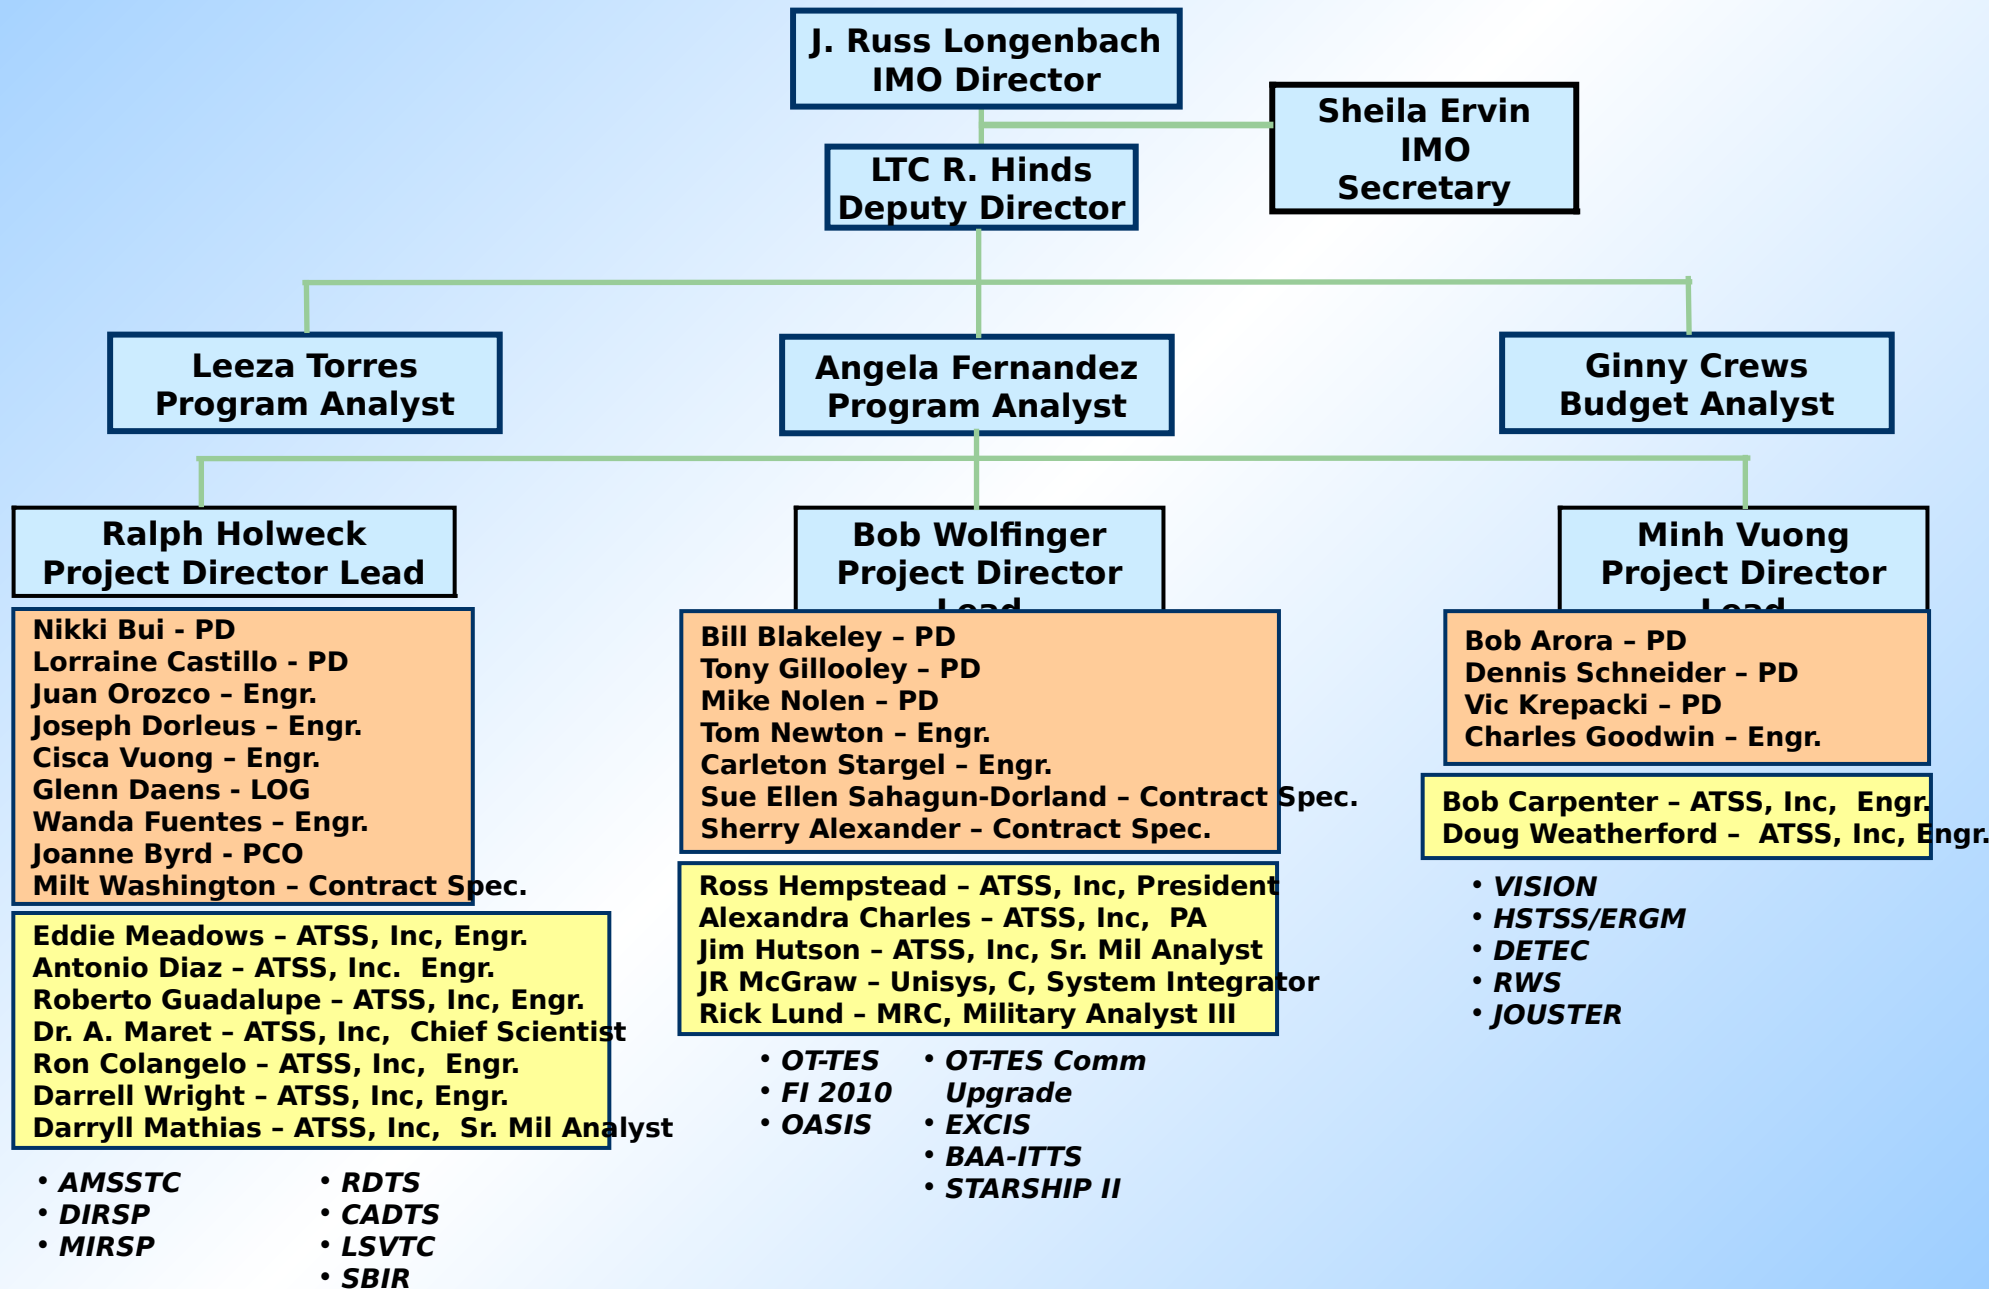 J. Russ Longenbach
IMO Director
Sheila Ervin
IMO
Secretary
LTC R. Hinds
Deputy Director
Leeza Torres
Program Analyst
Angela Fernandez
Program Analyst
Ginny Crews
Budget Analyst
Ralph Holweck
Project Director Lead
Nikki Bui - PD
Lorraine Castillo - PD
Juan Orozco – Engr.
Joseph Dorleus – Engr.
Cisca Vuong – Engr.
Glenn Daens - LOG
Wanda Fuentes – Engr.
Joanne Byrd - PCO
Milt Washington – Contract Spec.
Eddie Meadows – ATSS, Inc, Engr.
Antonio Diaz – ATSS, Inc.  Engr.
Roberto Guadalupe – ATSS, Inc, Engr.
Dr. A. Maret – ATSS, Inc,  Chief Scientist
Ron Colangelo – ATSS, Inc,  Engr.
Darrell Wright – ATSS, Inc, Engr.
Darryll Mathias – ATSS, Inc,  Sr. Mil Analyst
• AMSSTC
• DIRSP
• MIRSP
• RDTS
• CADTS
• LSVTC
• SBIR
Bob Wolfinger
Project Director
Lead
Bill Blakeley – PD
Tony Gillooley – PD
Mike Nolen – PD
Tom Newton – Engr.
Carleton Stargel – Engr.
Sue Ellen Sahagun-Dorland – Contract Spec.
Sherry Alexander – Contract Spec.
Ross Hempstead – ATSS, Inc, President
Alexandra Charles – ATSS, Inc,  PA
Jim Hutson – ATSS, Inc, Sr. Mil Analyst
JR McGraw – Unisys, C, System Integrator
Rick Lund – MRC, Military Analyst III
• OT-TES
• FI 2010
• OASIS
• OT-TES Comm
Upgrade
• EXCIS
• BAA-ITTS
• STARSHIP II
Minh Vuong
Project Director
Lead
Bob Arora – PD
Dennis Schneider – PD
Vic Krepacki – PD
Charles Goodwin – Engr.
Bob Carpenter – ATSS, Inc,  Engr.
Doug Weatherford –  ATSS, Inc, Engr.
• VISION
• HSTSS/ERGM
• DETEC
• RWS
• JOUSTER